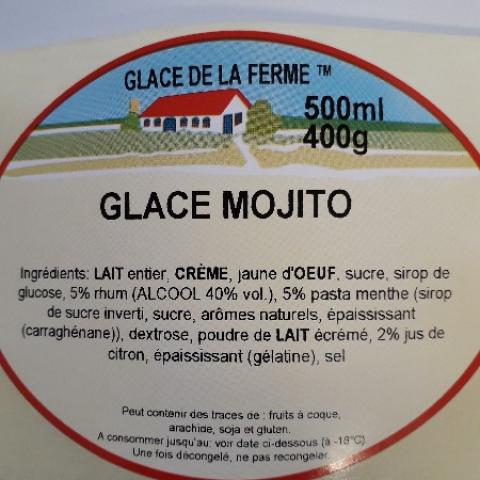 GLACE DE LA FERME ™
500ml
400g
GLACE MOJITO
Ingrédients: LAIT entier, CRÈME, jaune d'OEUF, sucre, sirop de
glucose, 5% rhum (ALCOOL 40% vol.), 5% pasta menthe (sirop
de sucre inverti, sucre, arômes naturels, épaississant
(carraghénane)), dextrose, poudre de LAIT écrémé, 2% jus de
citron, épaississant (gélatine), sel
Peut contenir des traces de : fruits à coque,
arachide, soja et gluten.
A consommer jusqu'au: voir date ci-dessous (à -18°C).
Une fois décongelé, ne pas recongeler.